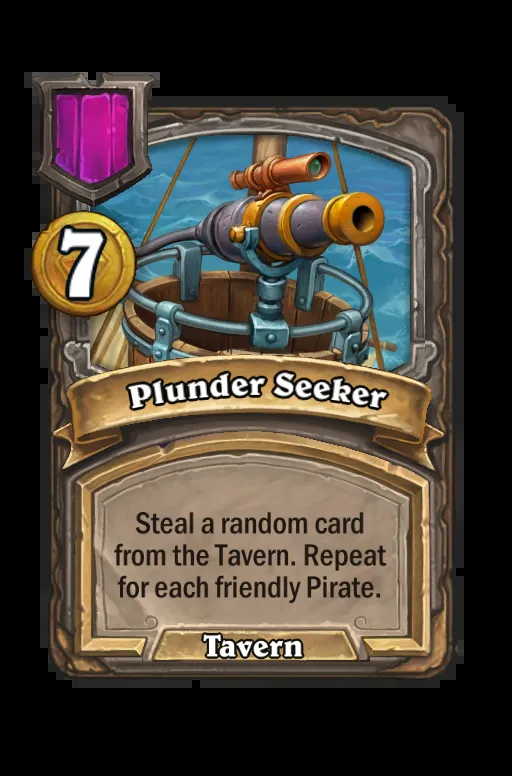 7
Plunder Seeker
Steal a random card
from the Tavern. Repeat
for each friendly Pirate.
Tavern